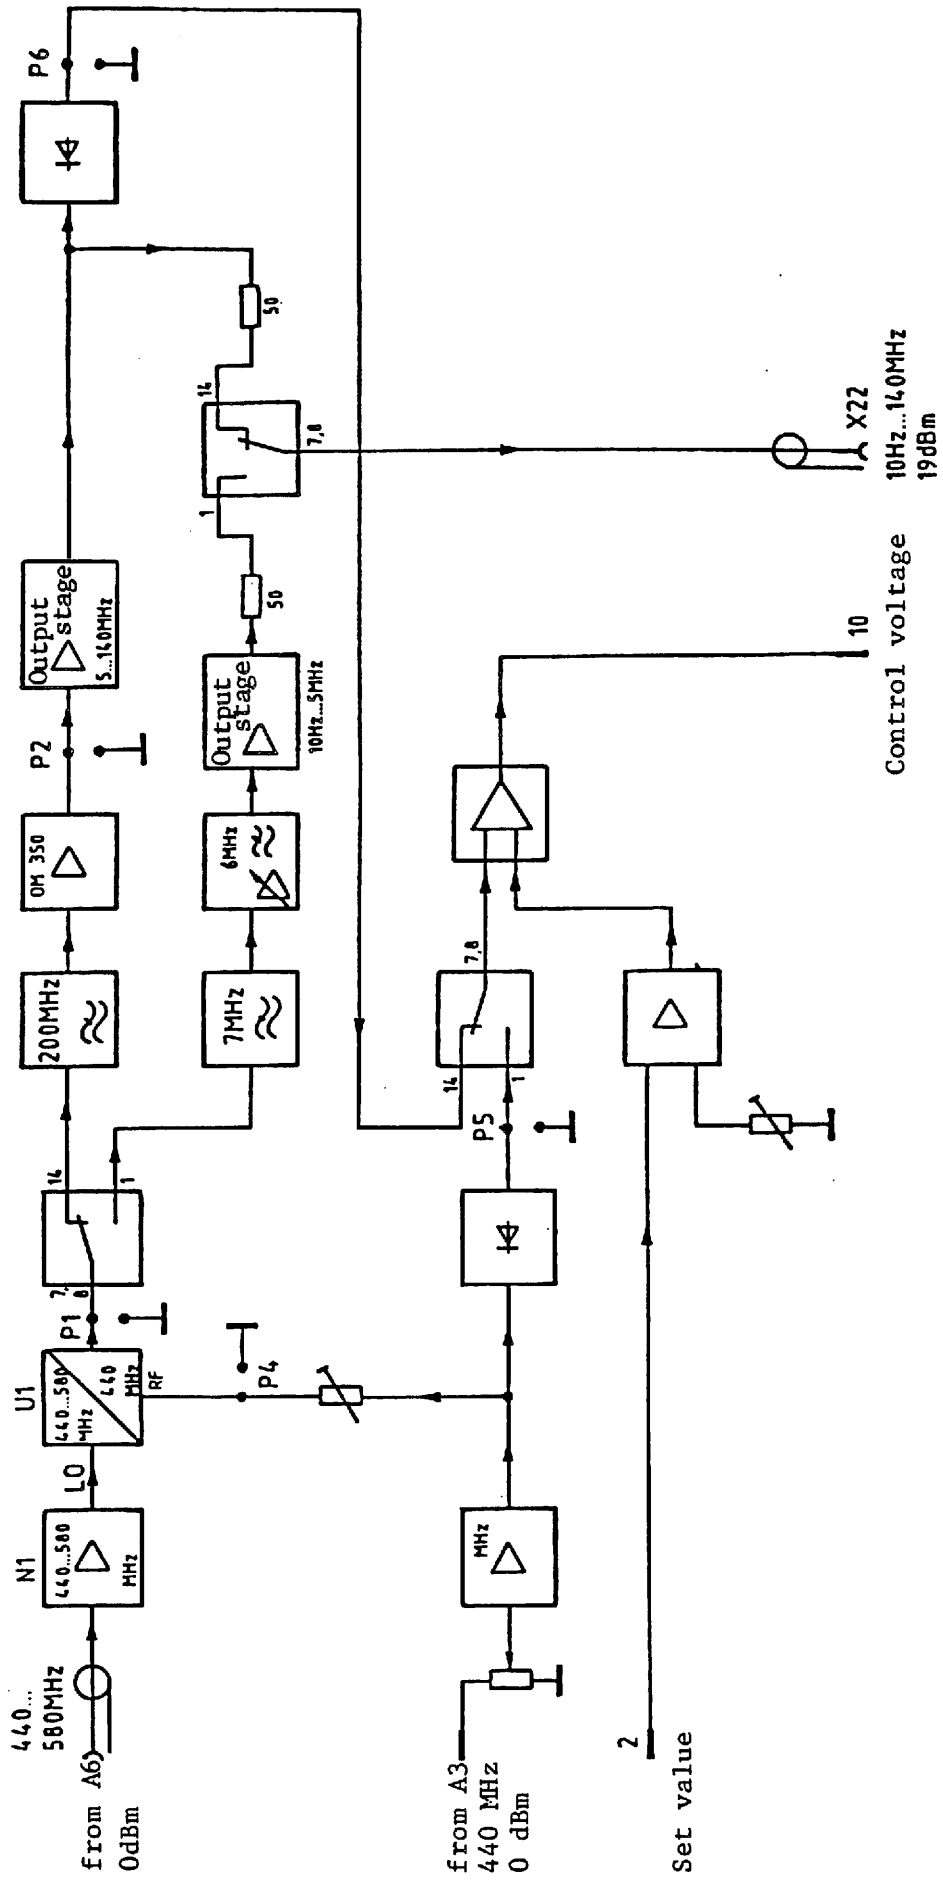 440...
580MHz
from A6
0dBm
N1
440...580
MHz
LO
U1
440...580
MHz
440
MHz
RF
P1
7,
8
14
1
200MHz
OM 350
P2
Output
stage
5...140MHz
P6
7MHz
6MHz
Output
stage
10Hz...5MHz
50
1
14
7,8
50
P4
from A3
440 MHz
0 dBm
MHz
P5
14
1
7,8
2
Set value
10
Control voltage
X22
10Hz...140MHz
19dBm